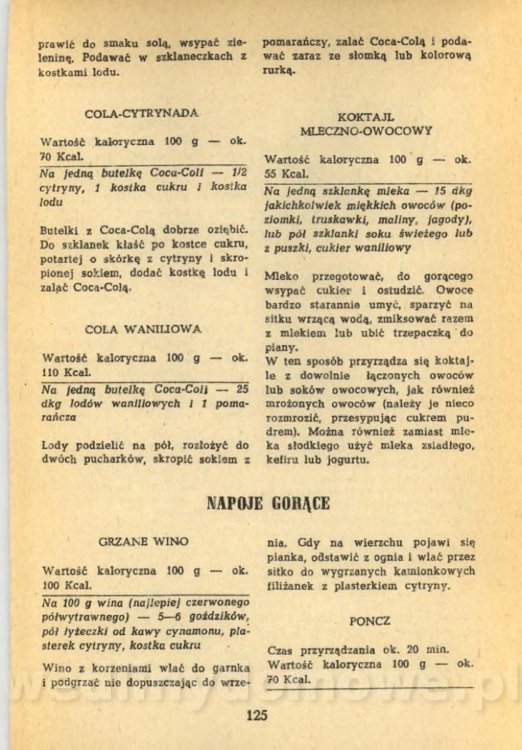 prawić do smaku solą, wsypać zie-
leninę. Podawać w szklaneczkach z
kostkami lodu.
COLA-CYTRYNADA
Wartość kaloryczna 100 g — ok.
70 Kcal.
Na jedną butelkę Coca-Coli — 1/2
cytryny, 1 kostka cukru i kostka
lodu
Butelki z Coca-Colą dobrze oziębić.
Do szklanek kłaść po kostce cukru,
potartej o skórkę z cytryny i skro-
pionej sokiem, dodać kostkę lodu i
zaląć Coca-Colą.
COLA WANILIOWA
Wartość kaloryczna 100 g — ok.
110 Kcal.
Na jedną butelkę Coca-Coli — 25
dkg lodów waniliowych i 1 poma-
rańcza
Lody podzielić na pół, rozłożyć do
dwóch pucharków, skropić sokiem z
pomarańczy, zalać Coca-Colą i poda-
wać zaraz ze słomką lub kolorową
rurką.
KOKTAJL
MLECZNO-OWOCOWY
Wartość kaloryczna 100 g — ok.
55 Kcal.
Na jedną szklankę mleka — 15 dkg
jakichkolwiek miękkich owoców (po-
ziomki, truskawki, maliny, jagody),
lub pół szklanki soku świeżego lub
z puszki, cukier waniliowy
Mleko przegotować, do gorącego
wsypać cukier i ostudzić. Owoce
bardzo starannie umyć, sparzyć na
sitku wrzącą wodą, zmiksować razem
z mlekiem lub ubić trzepaczką do
piany.
W ten sposób przyrządza się koktaj-
le z dowolnie łączonych owoców
lub soków owocowych, jak również
mrożonych owoców (należy je nieco
rozmrozić, przesypując cukrem pu-
drem). Można również zamiast mle-
ka słodkiego użyć mleka zsiadłego,
kefiru lub jogurtu.
NAPOJE GORĄCE
GRZANE WINO
Wartość kaloryczna 100 g — ok.
100 Kcal.
Na 100 g wina (najlepiej czerwonego
półwytrawnego) — 5—6 goździków,
pół łyżeczki od kawy cynamonu, pla-
sterek cytryny, kostka cukru
Wino z korzeniami wlać do garnka
i podgrzać nie dopuszczając do wrze-
nia. Gdy na wierzchu pojawi się
pianka, odstawić z ognia i wlać przez
sitko do wygrzanych kamionkowych
filiżanek z plasterkiem cytryny.
PONCZ
Czas przyrządzania ok. 20 min.
Wartość kaloryczna 100 g — ok.
70 Kcal.
125